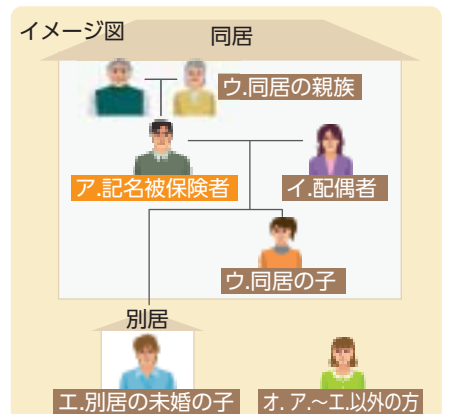 イメージ図
同居
ウ.同居の親族
ア.記名被保険者
イ.配偶者
ウ.同居の子
別居
エ.別居の未婚の子
オ.ア.～エ.以外の方